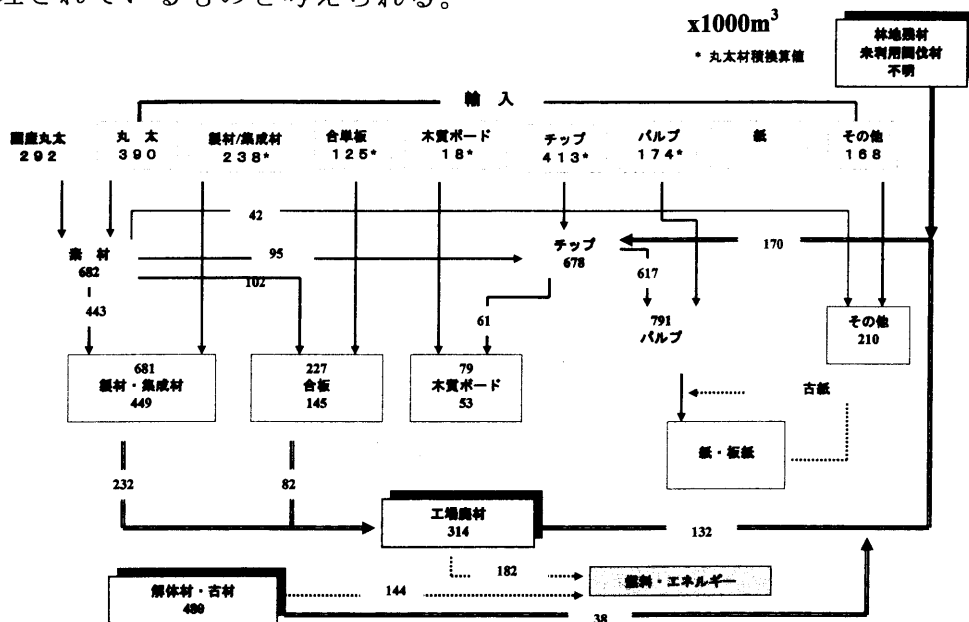 理されているものと考えられる。
x1000m³
* 丸太材積換算値
林地残材
未利用間伐材
不明
輸 入
国産丸太
292
丸 太
390
製材/集成材
238*
合単板
125*
木質ボード
18*
チップ
413*
パルプ
174*
紙
その他
168
42
素 材
682
95
102
チップ
678
170
617
443
61
791
パルプ
その他
210
681
製材・集成材
449
227
合板
145
79
木質ボード
53
古紙
紙・板紙
232
82
工場廃材
314
132
182
燃料・エネルギー
解体材・古材
480
144
38